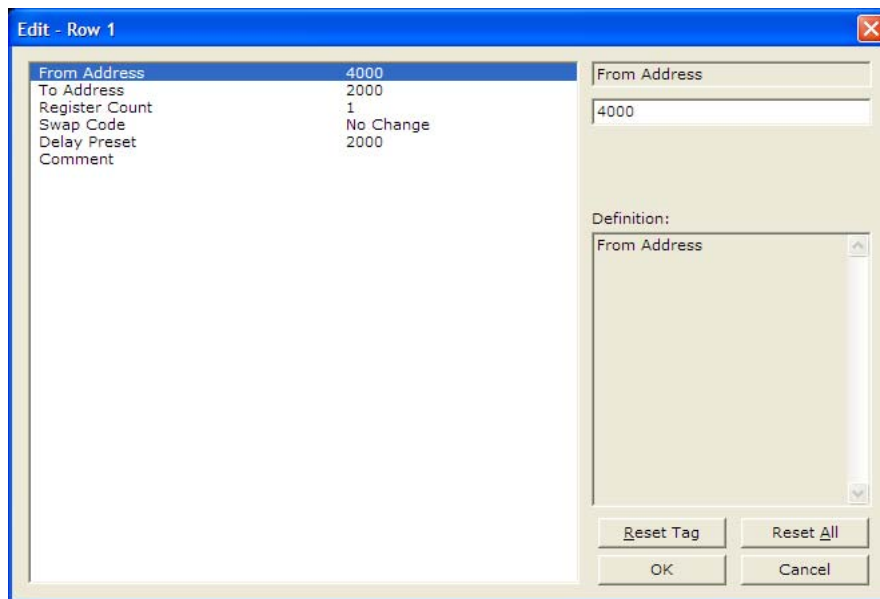 Edit - Row 1
From Address 4000
To Address 2000
Register Count 1
Swap Code No Change
Delay Preset 2000
Comment
From Address
4000
Definition:
From Address
Reset Tag Reset All
OK Cancel